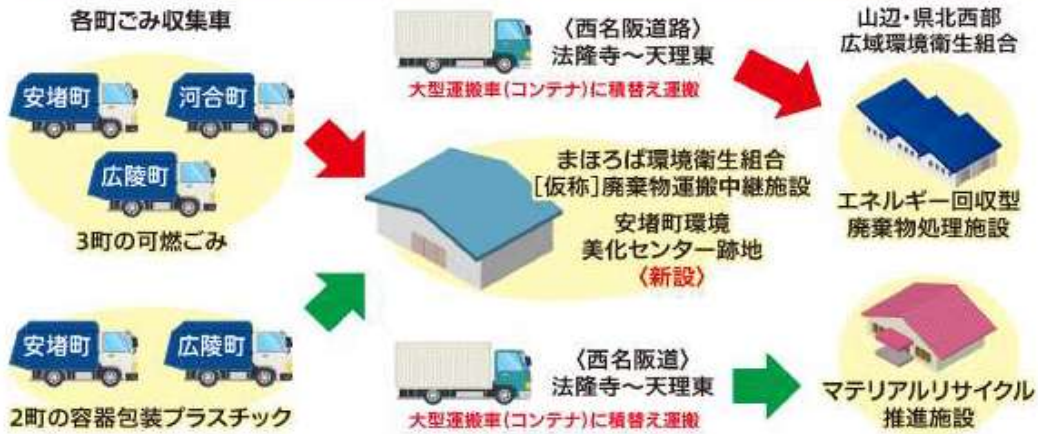 各町ごみ収集車
安堵町
河合町
広陵町
3町の可燃ごみ
安堵町
広陵町
2町の容器包装プラスチック
〈西名阪道路〉
法隆寺～天理東
大型運搬車(コンテナ)に積替え運搬
まほろば環境衛生組合
[仮称]廃棄物運搬中継施設
安堵町環境
美化センター跡地
〈新設〉
〈西名阪道〉
法隆寺～天理東
大型運搬車(コンテナ)に積替え運搬
山辺・県北西部
広域環境衛生組合
エネルギー回収型
廃棄物処理施設
マテリアルリサイクル
推進施設